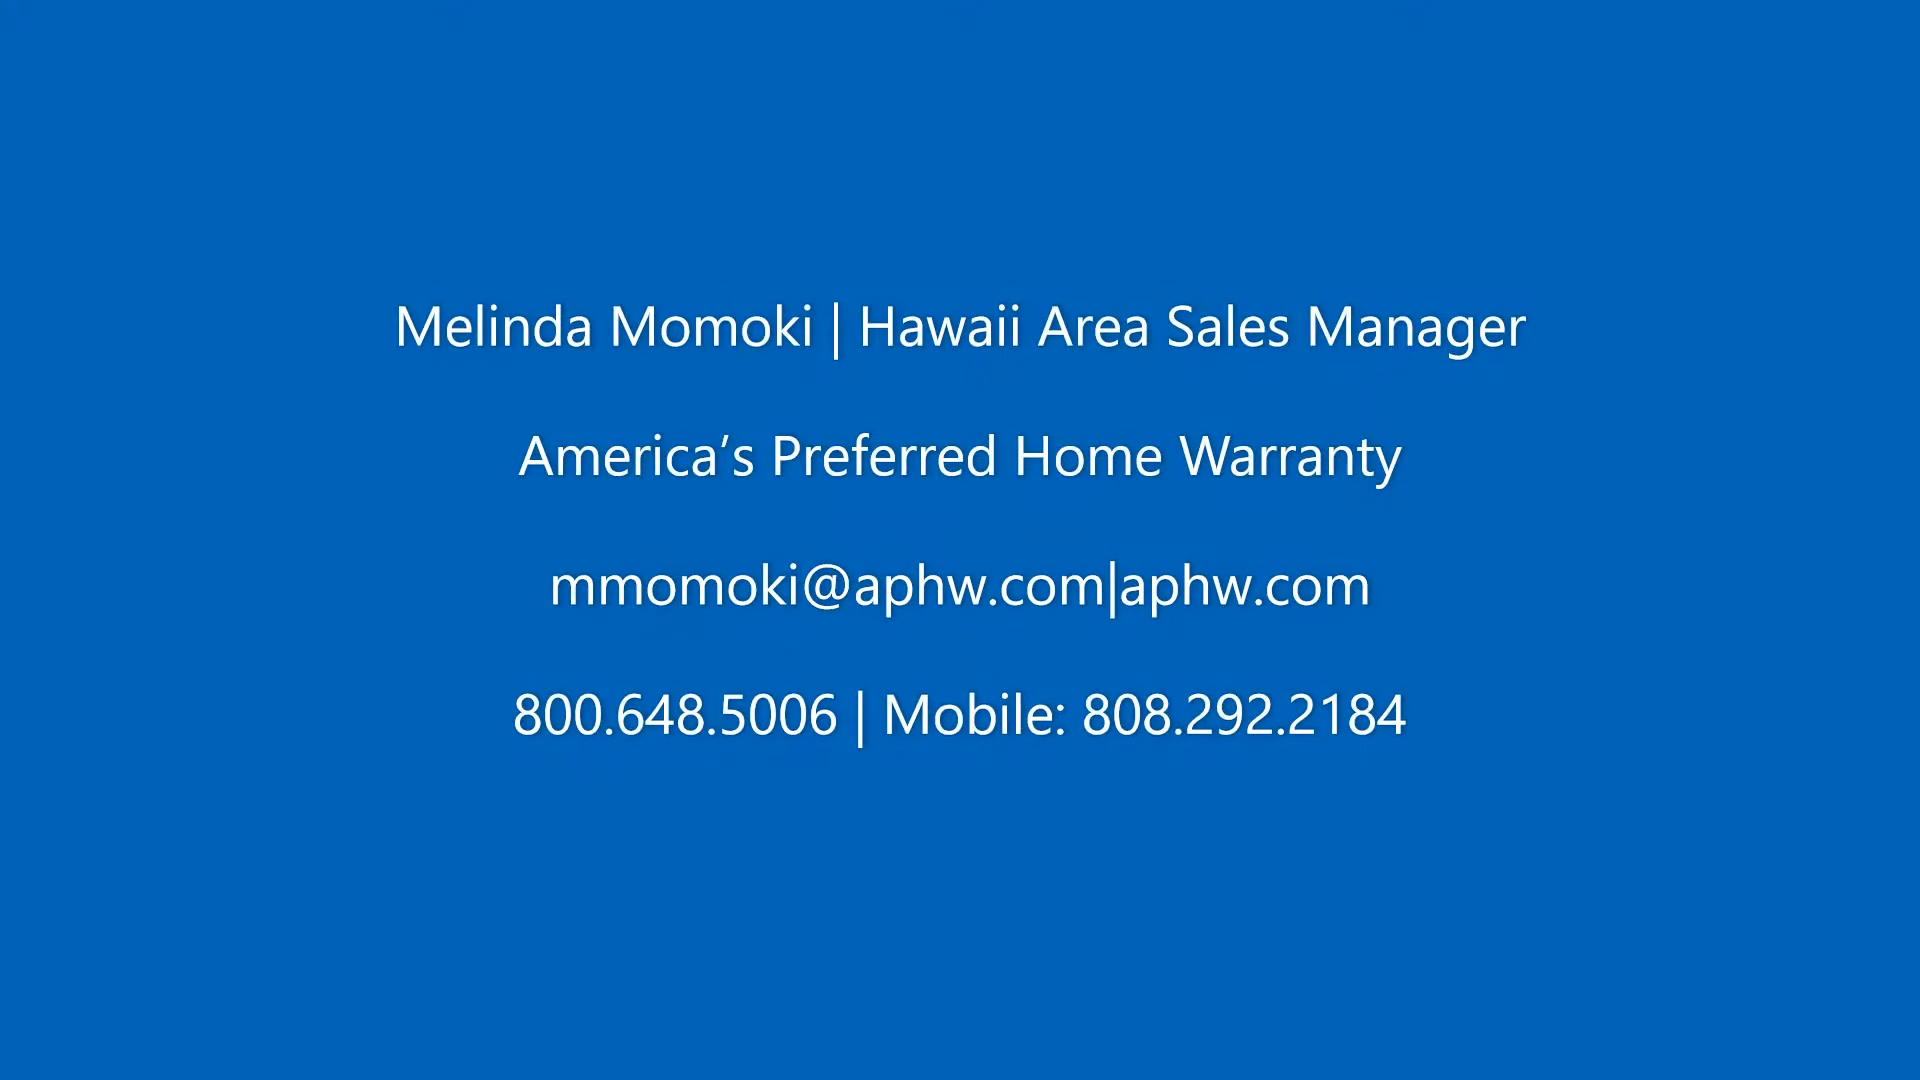 Melinda Momoki | Hawaii Area Sales Manager
America’s Preferred Home Warranty
mmomoki@aphw.com|aphw.com
800.648.5006 | Mobile: 808.292.2184